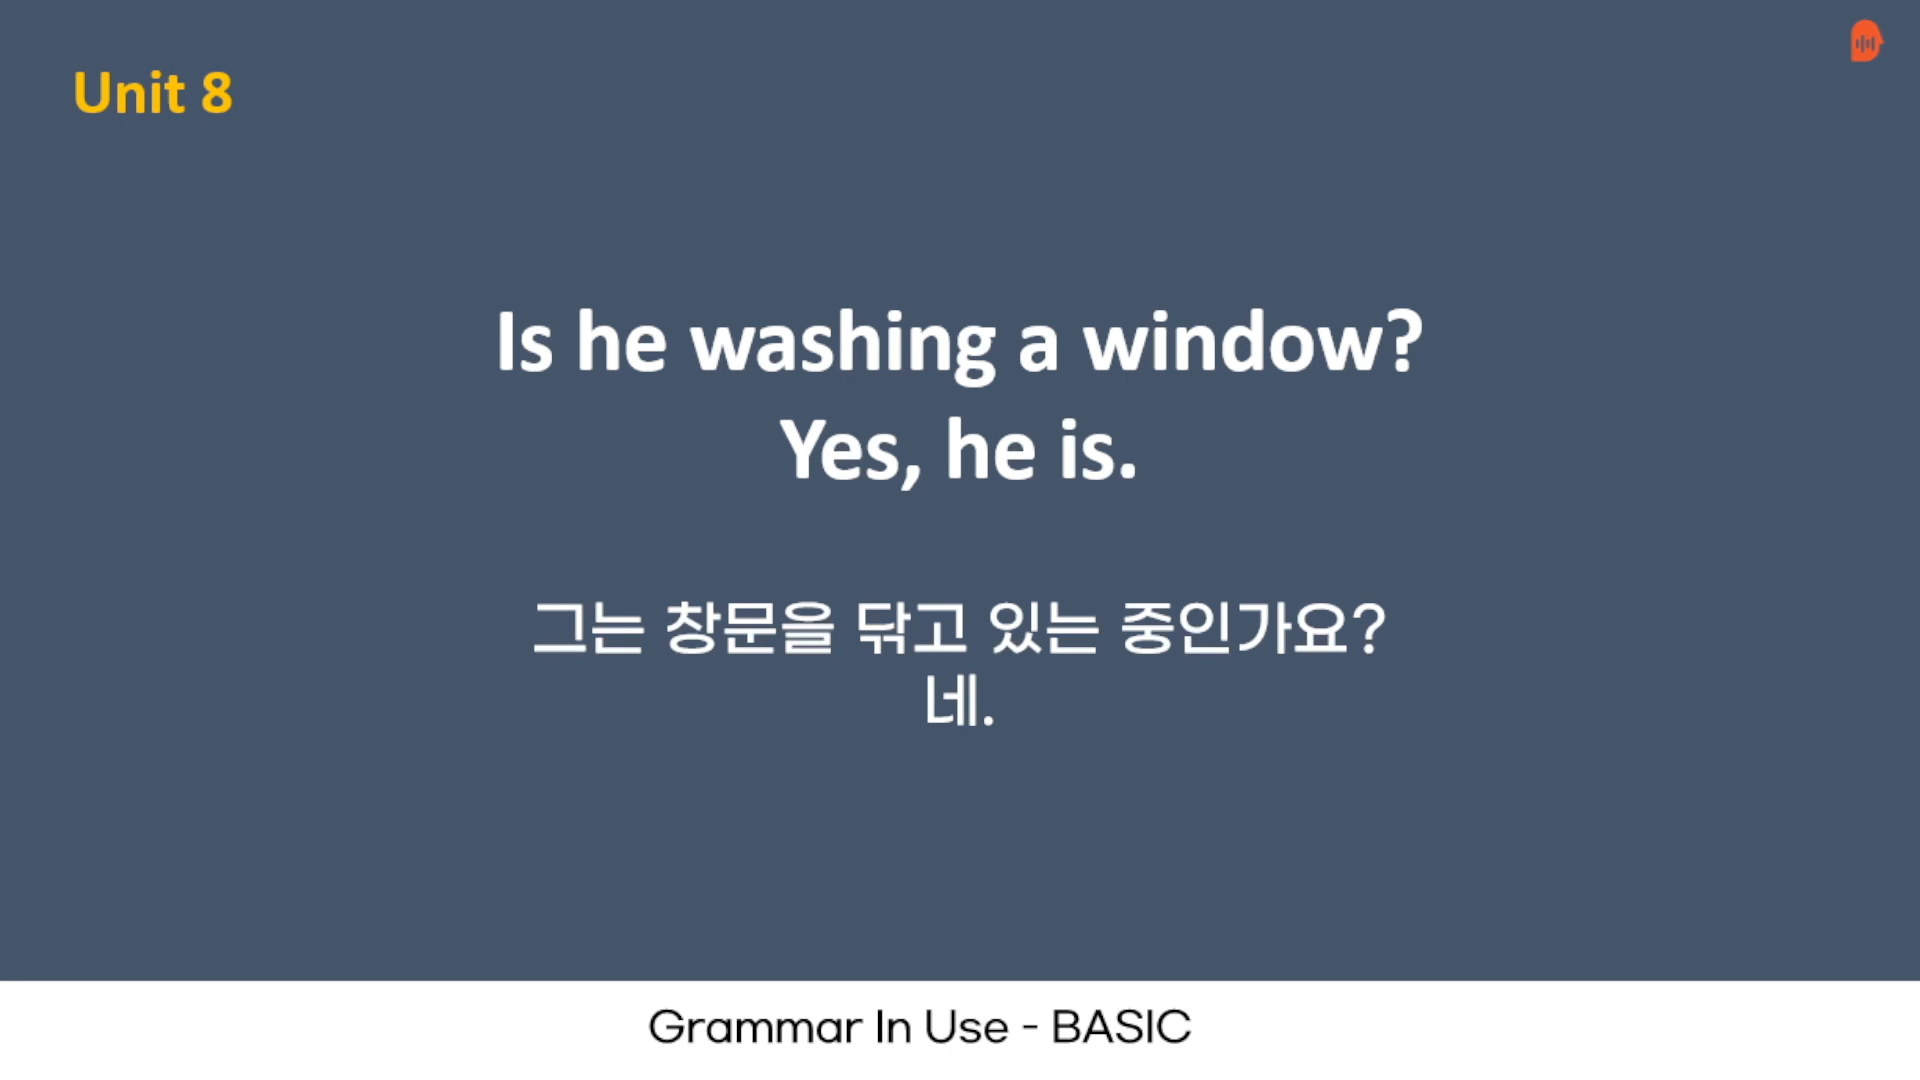 Unit 8
Is he washing a window?
Yes, he is.
그는 창문을 닦고 있는 중인가요?
네.
Grammar In Use - BASIC